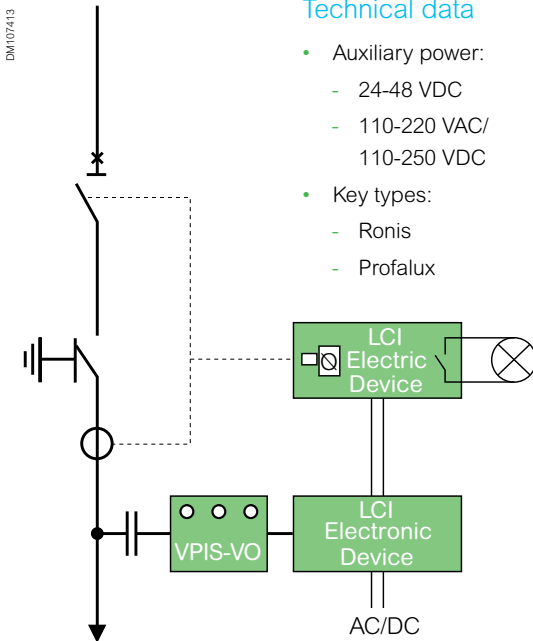 DM107413
Technical data
• Auxiliary power:
- 24-48 VDC
- 110-220 VAC/
110-250 VDC
• Key types:
- Ronis
- Profalux
LCI
Electric
Device
VPIS-VO
LCI
Electronic
Device
AC/DC